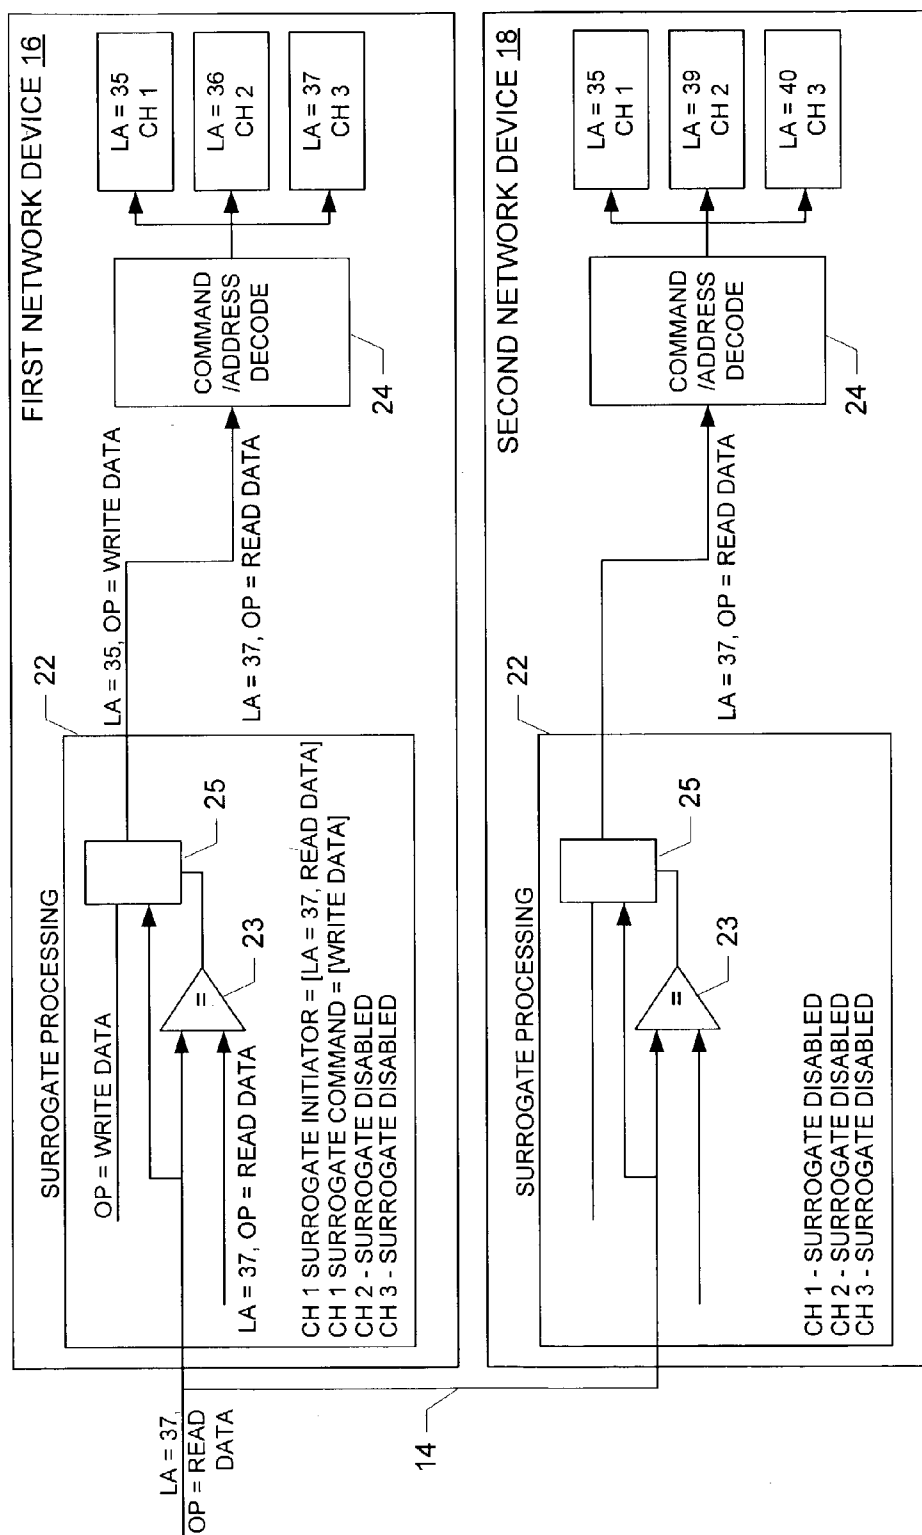 FIRST NETWORK DEVICE 16
SURROGATE PROCESSING
22
OP = WRITE DATA
25
23
LA = 37, OP = READ DATA
CH 1 SURROGATE INITIATOR = [LA = 37, READ DATA]
CH 1 SURROGATE COMMAND = [WRITE DATA]
CH 2 - SURROGATE DISABLED
CH 3 - SURROGATE DISABLED
=
LA = 35, OP = WRITE DATA
LA = 37, OP = READ DATA
COMMAND
/ADDRESS
DECODE
24
LA = 35
CH 1
LA = 36
CH 2
LA = 37
CH 3
LA = 37,
OP = READ
DATA
14
SECOND NETWORK DEVICE 18
SURROGATE PROCESSING
22
25
23
=
CH 1 - SURROGATE DISABLED
CH 2 - SURROGATE DISABLED
CH 3 - SURROGATE DISABLED
LA = 37, OP = READ DATA
COMMAND
/ADDRESS
DECODE
24
LA = 35
CH 1
LA = 39
CH 2
LA = 40
CH 3